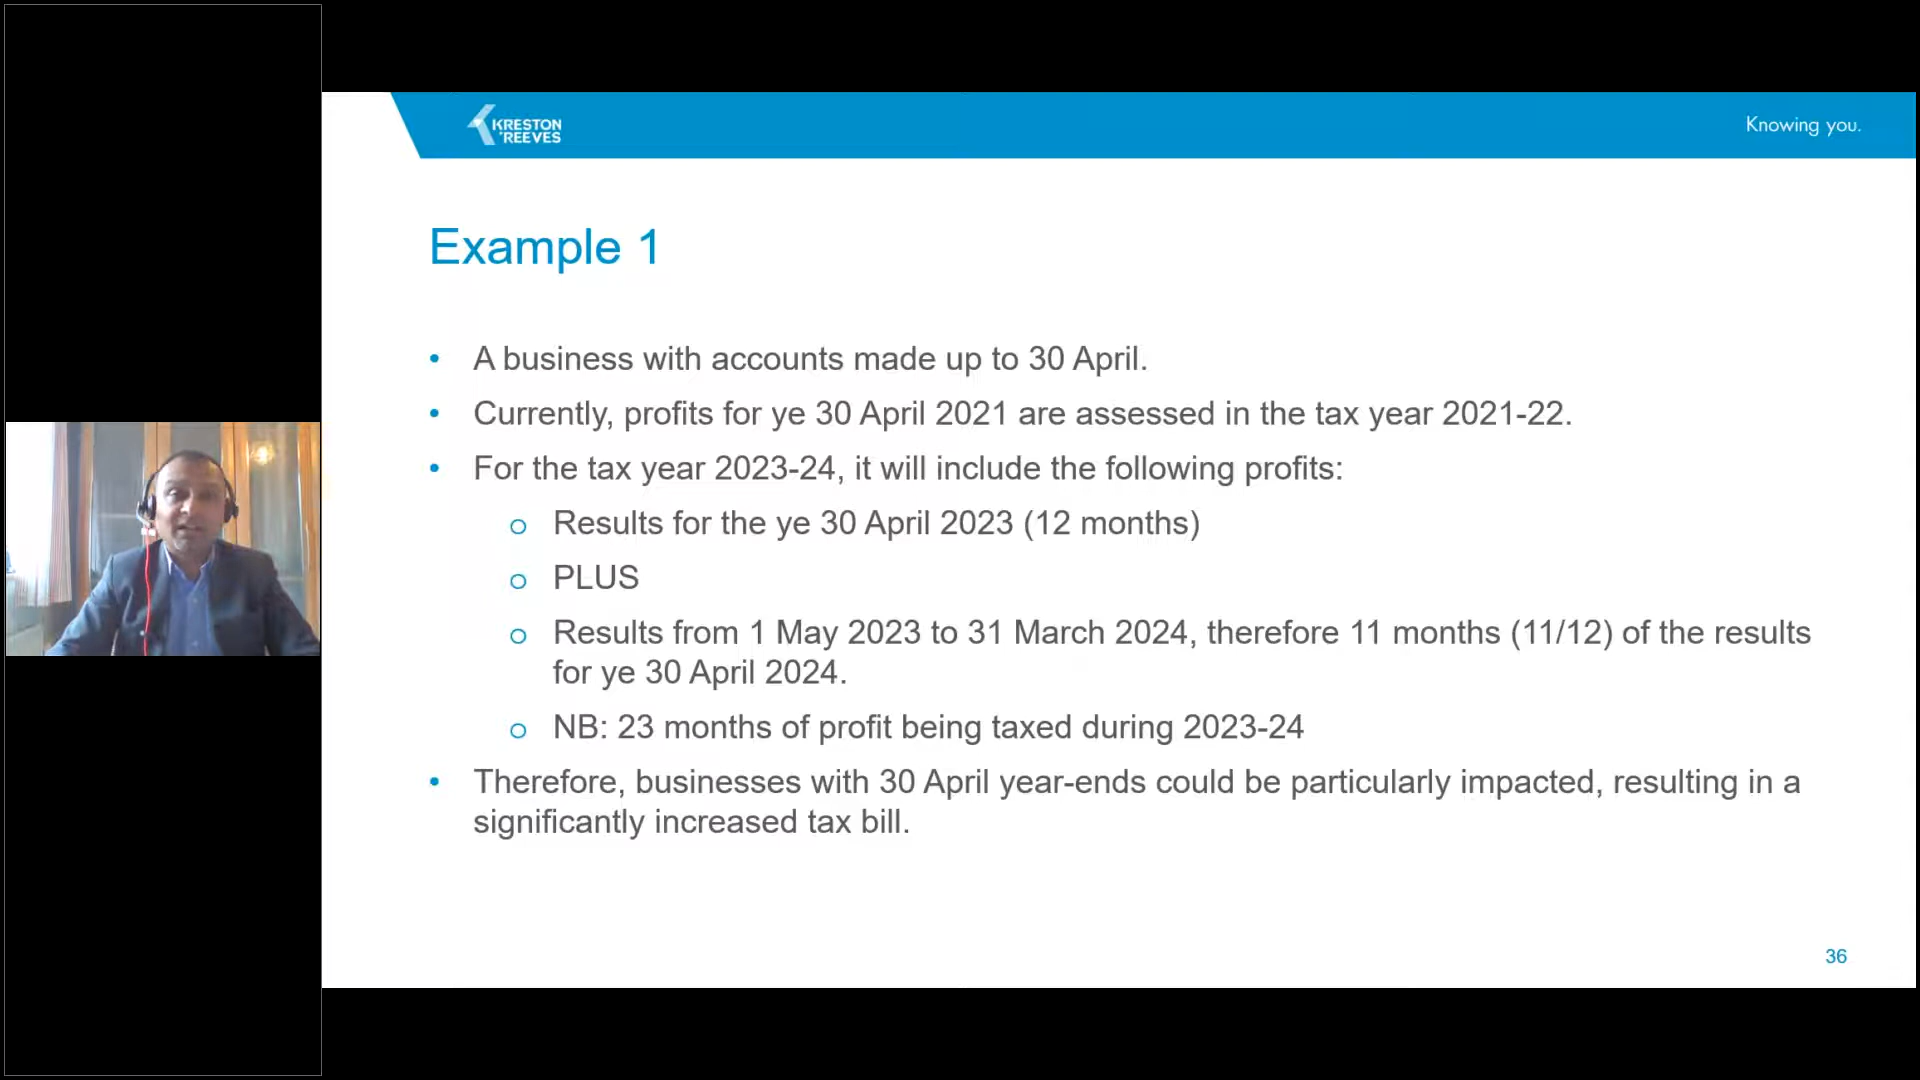 KRESTON
REEVES
Knowing you.
Example 1
• A business with accounts made up to 30 April.
• Currently, profits for ye 30 April 2021 are assessed in the tax year 2021-22.
• For the tax year 2023-24, it will include the following profits:
o Results for the ye 30 April 2023 (12 months)
o PLUS
o Results from 1 May 2023 to 31 March 2024, therefore 11 months (11/12) of the results
for ye 30 April 2024.
o NB: 23 months of profit being taxed during 2023-24
• Therefore, businesses with 30 April year-ends could be particularly impacted, resulting in a
significantly increased tax bill.
36